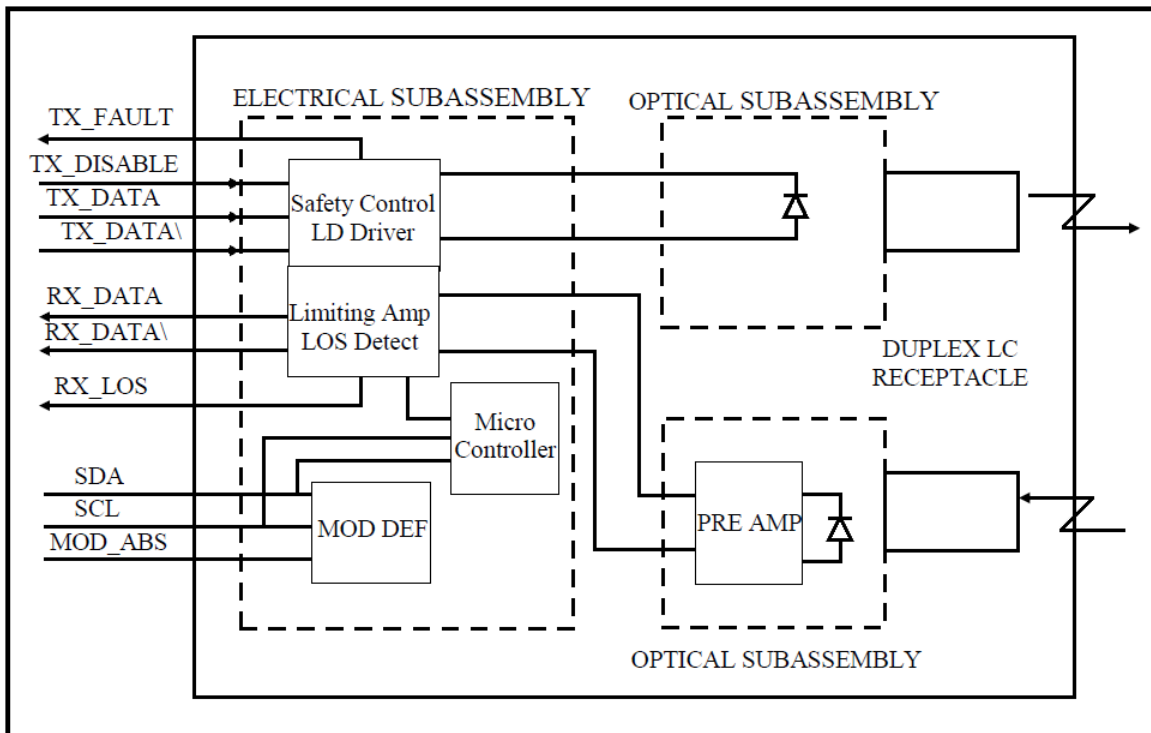 ELECTRICAL SUBASSEMBLY
OPTICAL SUBASSEMBLY
TX_FAULT
TX_DISABLE
TX_DATA
TX_DATA\
Safety Control
LD Driver
RX_DATA
RX_DATA\
RX_LOS
Limiting Amp
LOS Detect
DUPLEX LC
RECEPTACLE
Micro
Controller
SDA
SCL
MOD_ABS
MOD DEF
PRE AMP
OPTICAL SUBASSEMBLY